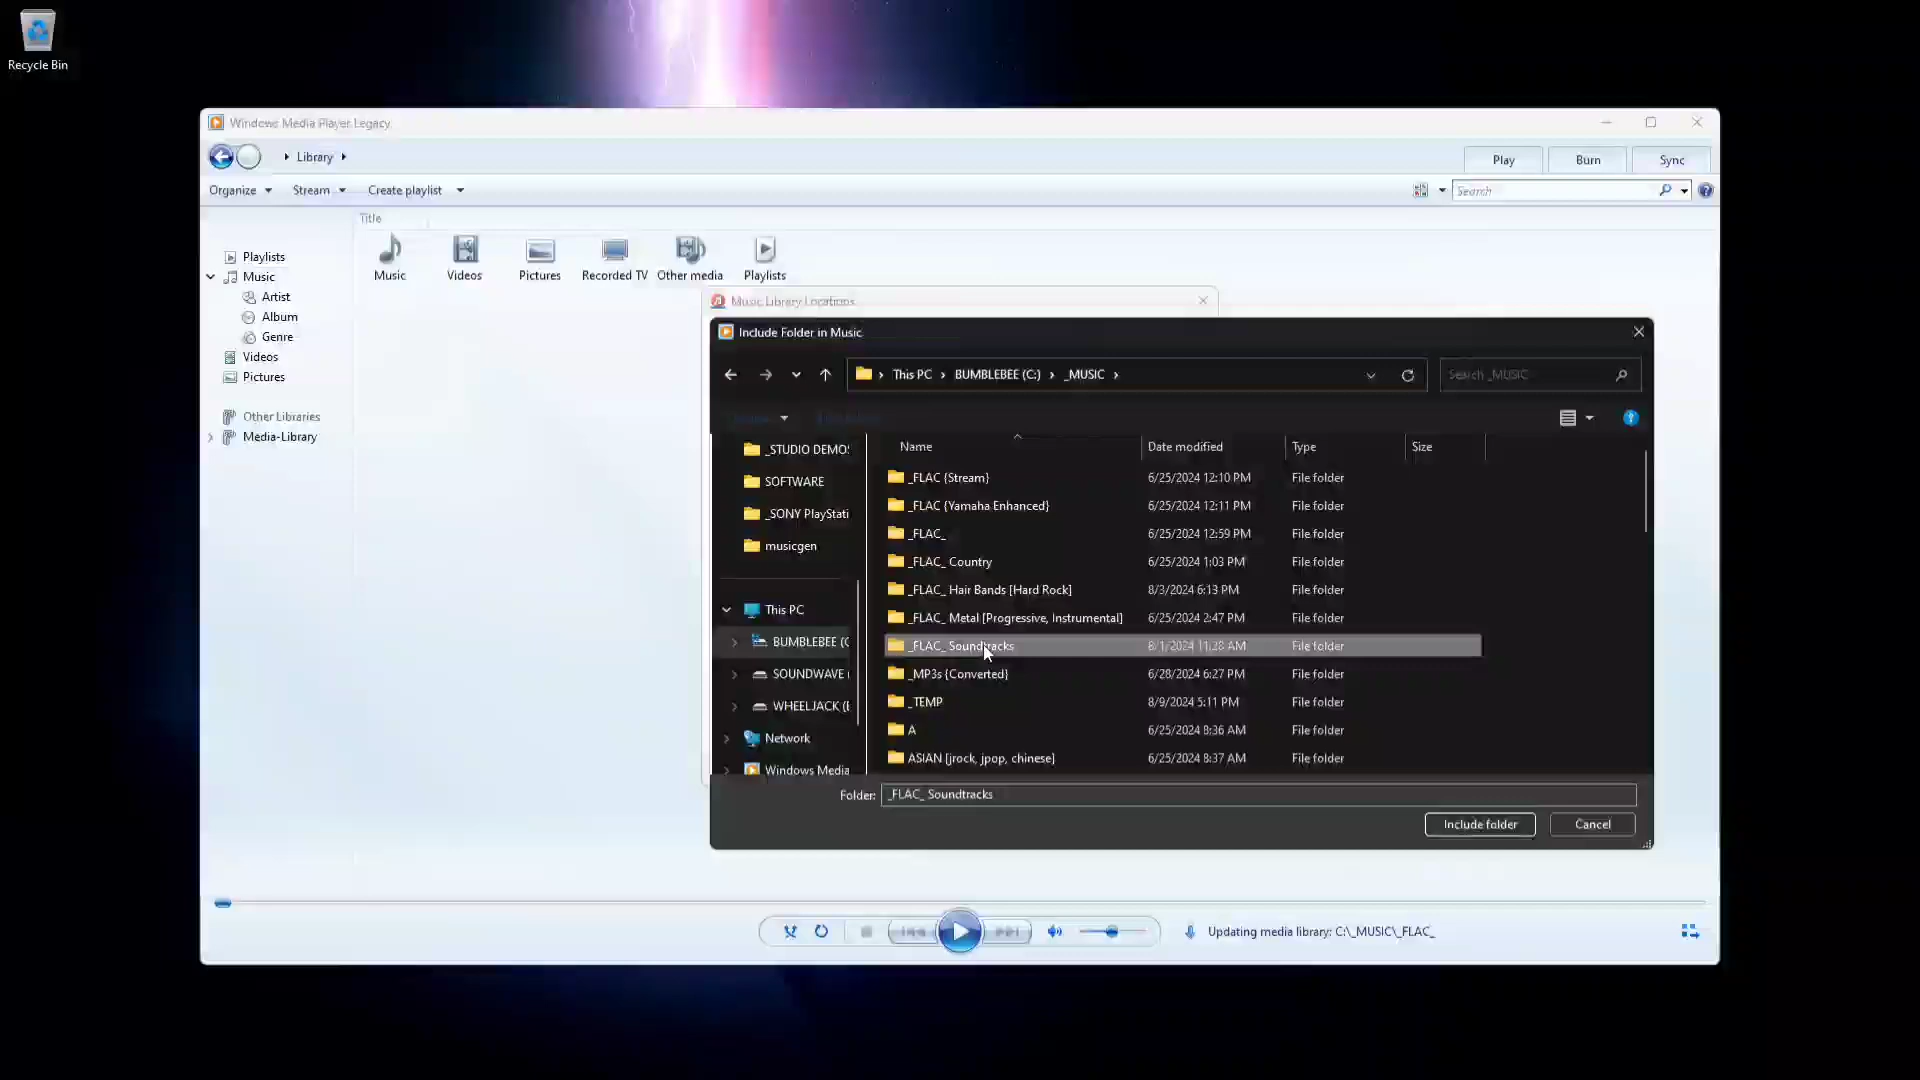 Recycle Bin
Windows Media Player Legacy
Library
Play
Burn
Sync
Organize
Stream
Create playlist
Search
Title
Playlists
Music
Artist
Album
Genre
Videos
Pictures
Other Libraries
Media-Library
Music
Videos
Pictures
Recorded TV
Other media
Playlists
Music Library Locations
Include Folder in Music
This PC
BUMBLEBEE (C:)
_MUSIC
Search _MUSIC
_STUDIO DEMOS
SOFTWARE
_SONY PlayStati
musicgen
This PC
BUMBLEBEE (C
SOUNDWAVE
WHEELJACK (E
Network
Windows Media
Name Date modified Type Size
_FLAC {Stream} 6/25/2024 12:10 PM File folder
_FLAC {Yamaha Enhanced} 6/25/2024 12:11 PM File folder
_FLAC_ 6/25/2024 12:59 PM File folder
_FLAC_ Country 6/25/2024 1:03 PM File folder
_FLAC_ Hair Bands [Hard Rock] 8/3/2024 6:13 PM File folder
_FLAC_ Metal [Progressive, Instrumental] 6/25/2024 2:47 PM File folder
_FLAC_ Soundtracks 8/1/2024 11:28 AM File folder
_MP3s {Converted} 6/28/2024 6:27 PM File folder
_TEMP 8/9/2024 5:11 PM File folder
A 6/25/2024 8:36 AM File folder
ASIAN [jrock, jpop, chinese] 6/25/2024 8:37 AM File folder
Folder: _FLAC_ Soundtracks
Include folder
Cancel
Updating media library: C:\_MUSIC\_FLAC_